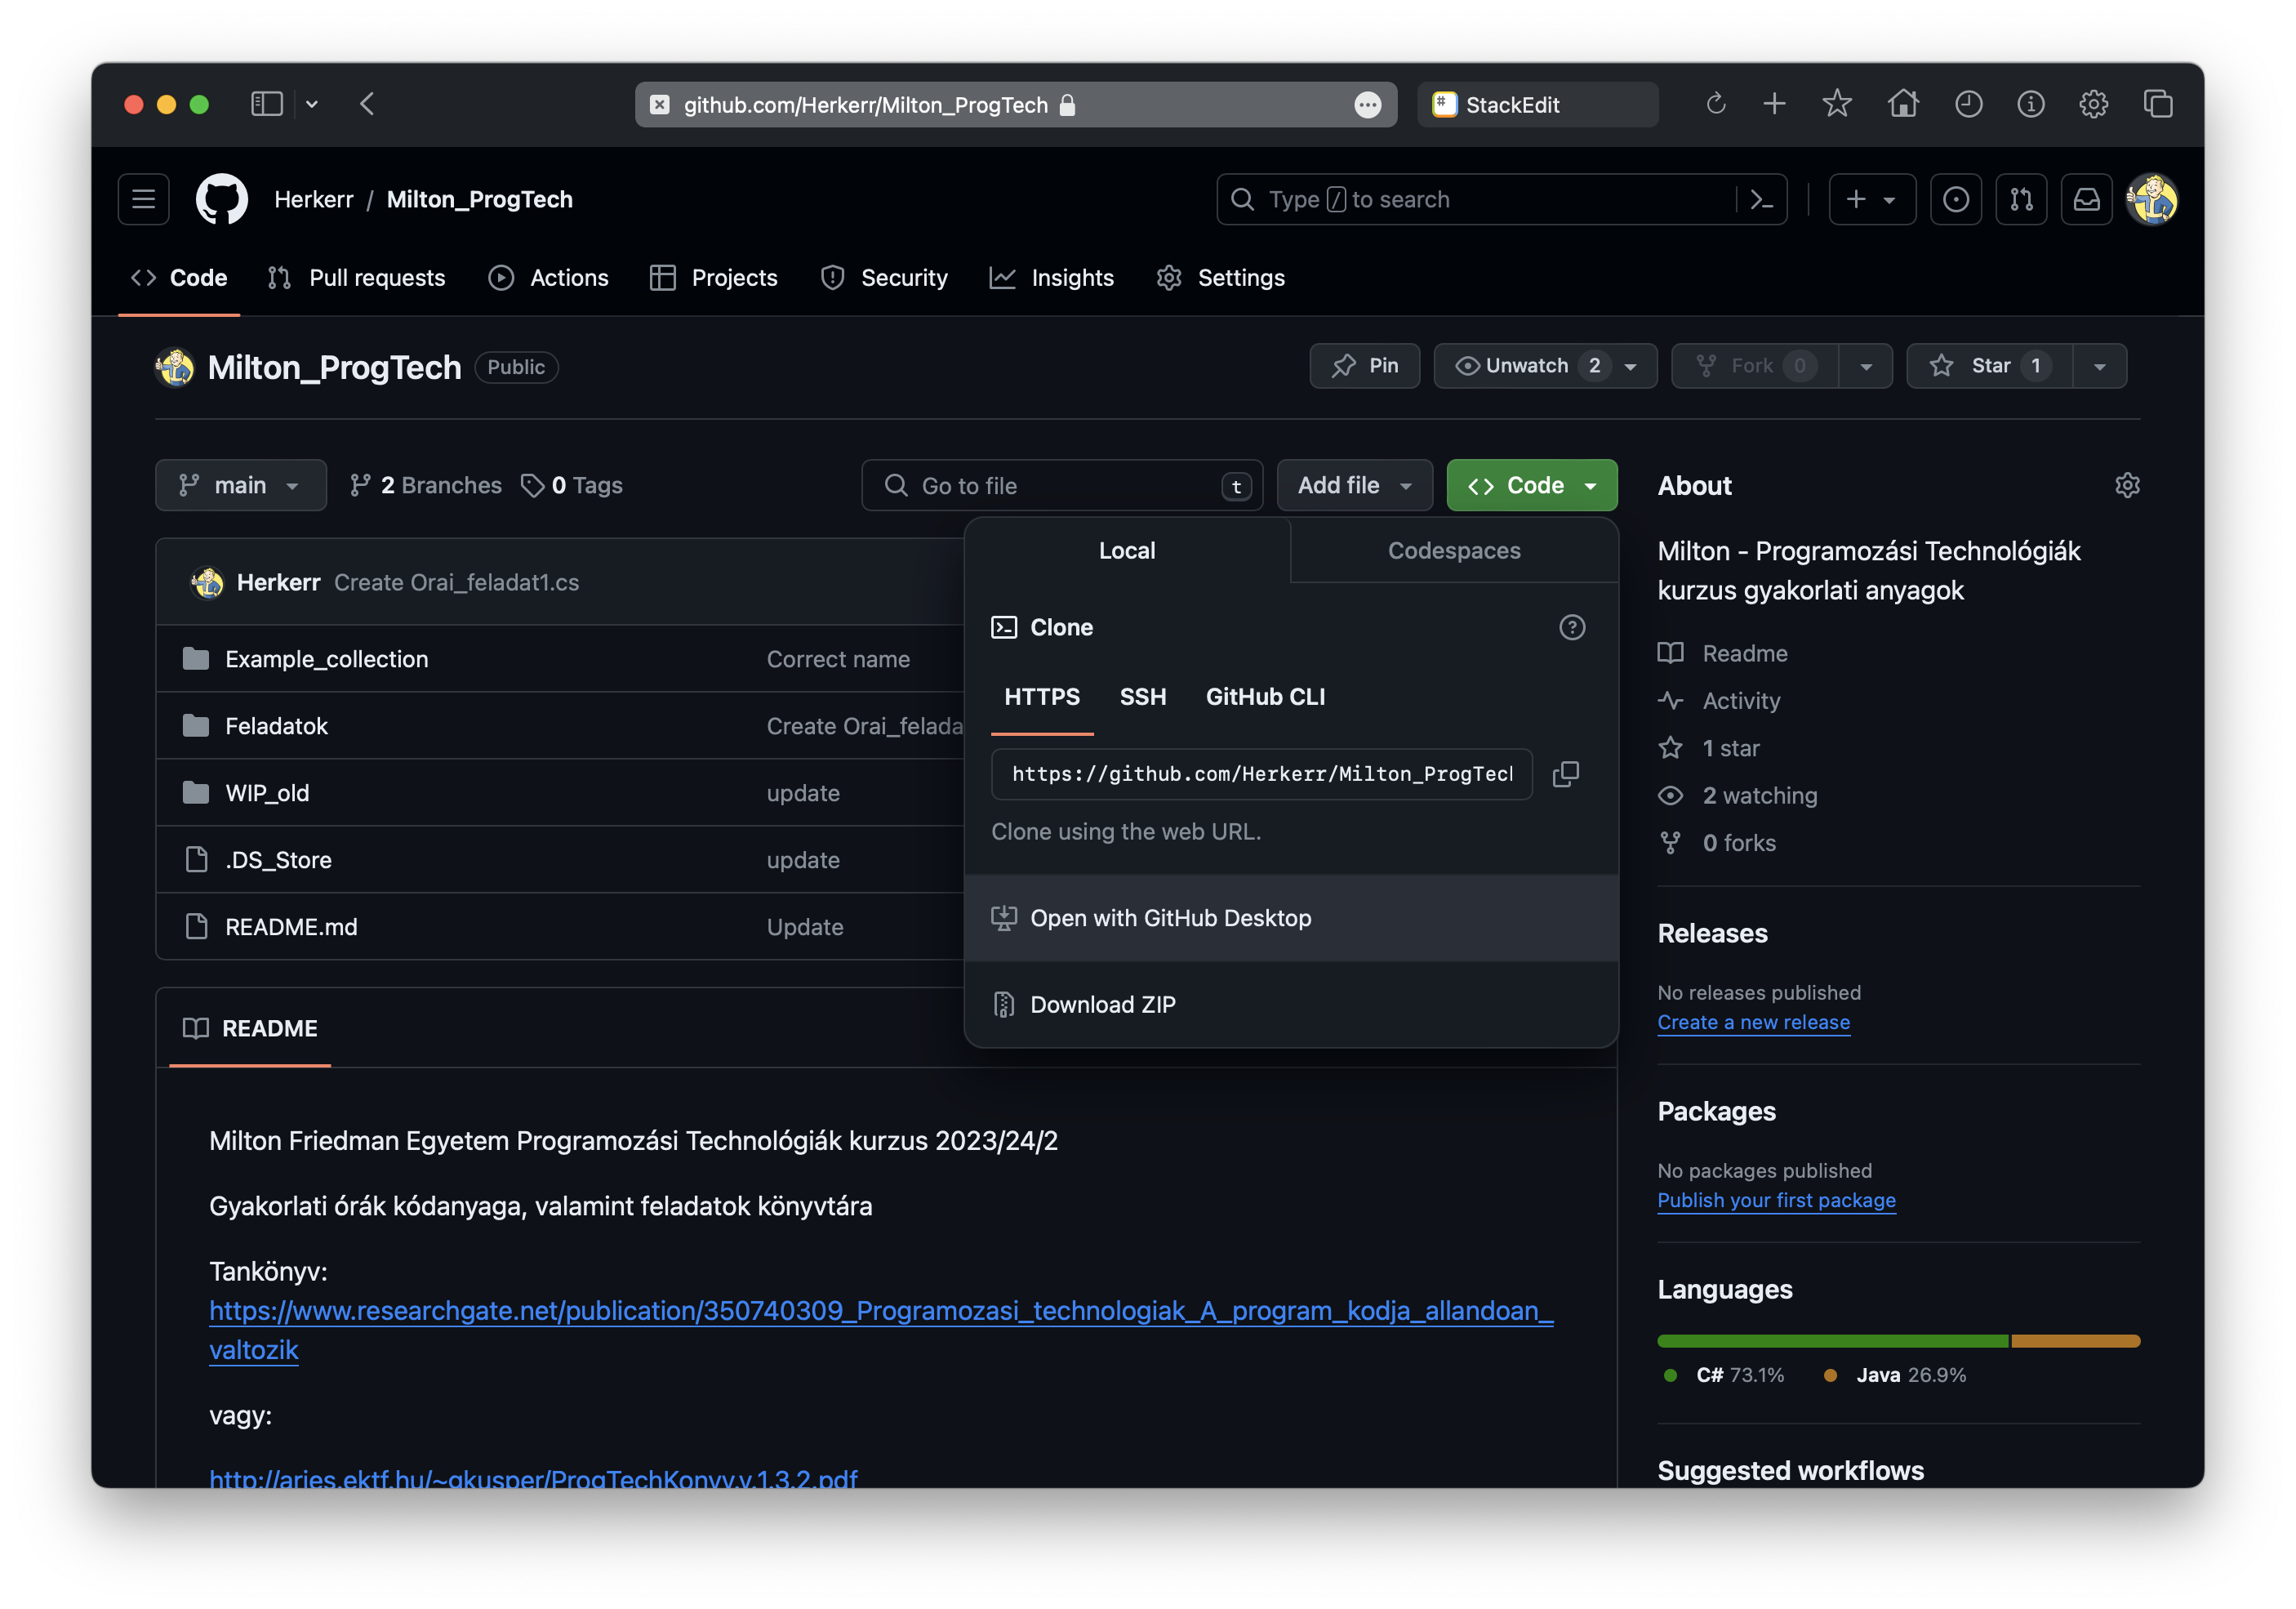 github.com/Herkerr/Milton_ProgTech
StackEdit
Herkerr / Milton_ProgTech
Type / to search
Code
Pull requests
Actions
Projects
Security
Insights
Settings
Milton_ProgTech Public
Pin
Unwatch 2
Fork 0
Star 1
main
2 Branches
0 Tags
Go to file t
Add file
Code
Local
Codespaces
Clone
HTTPS
SSH
GitHub CLI
https://github.com/Herkerr/Milton_ProgTecl
Clone using the web URL.
Open with GitHub Desktop
Download ZIP
Herkerr Create Orai_feladat1.cs
Example_collection Correct name
Feladatok Create Orai_felada
WIP_old update
.DS_Store update
README.md Update
README
Milton Friedman Egyetem Programozási Technológiák kurzus 2023/24/2
Gyakorlati órák kódanyaga, valamint feladatok könyvtára
Tankönyv:
https://www.researchgate.net/publication/350740309_Programozasi_technologiak_A_program_kodja_allandoan_
valtozik
vagy:
http://aries.ektf.hu/~gkusper/ProgTechKonyv.v.1.3.2.pdf
About
Milton - Programozási Technológiák
kurzus gyakorlati anyagok
Readme
Activity
1 star
2 watching
0 forks
Releases
No releases published
Create a new release
Packages
No packages published
Publish your first package
Languages
C# 73.1%
Java 26.9%
Suggested workflows